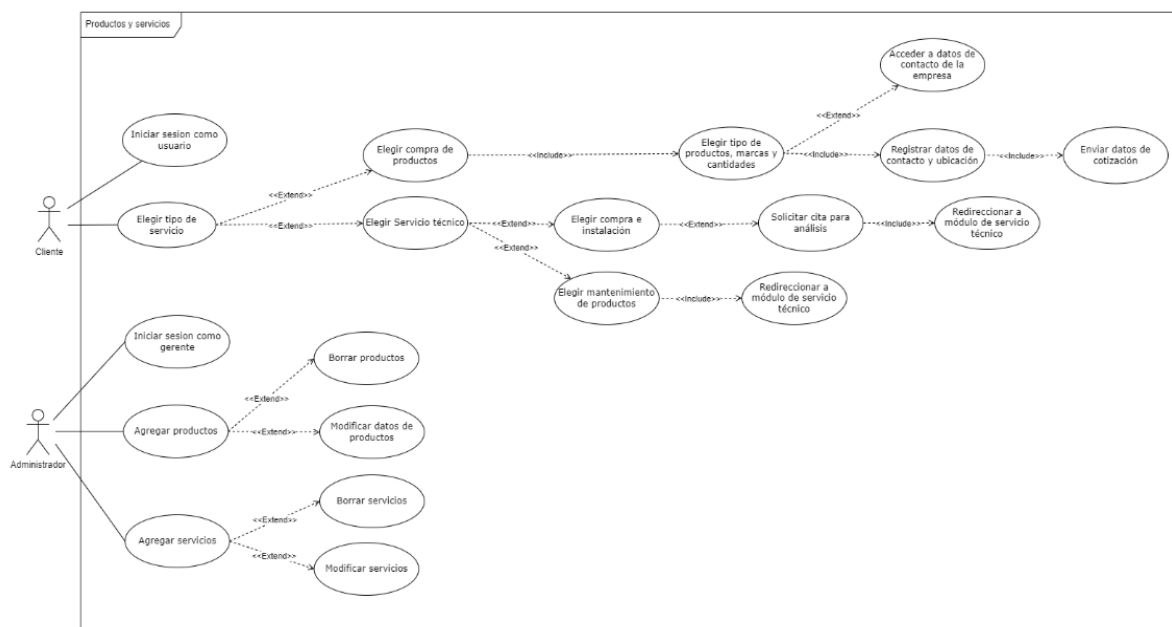 Productos y servicios
Acceder a datos de
contacto de la
empresa
<<Extend>>
Iniciar sesion como
usuario
Elegir compra de
productos
<<Include>>
Elegir tipo de
productos, marcas y
cantidades
<<Include>>
Registrar datos de
contacto y ubicación
<<Include>>
Enviar datos de
cotización
<<Extend>>
Cliente
Elegir tipo de
servicio
<<Extend>>
Elegir Servicio técnico
<<Extend>>
Elegir compra e
instalación
<<Extend>>
Solicitar cita para
análisis
<<Include>>
Redireccionar a
módulo de servicio
técnico
<<Extend>>
Elegir mantenimiento
de productos
<<Include>>
Redireccionar a
módulo de servicio
técnico
Iniciar sesion como
gerente
Borrar productos
<<Extend>>
Administrador
Agregar productos
<<Extend>>
Modificar datos de
productos
Borrar servicios
<<Extend>>
Agregar servicios
<<Extend>>
Modificar servicios